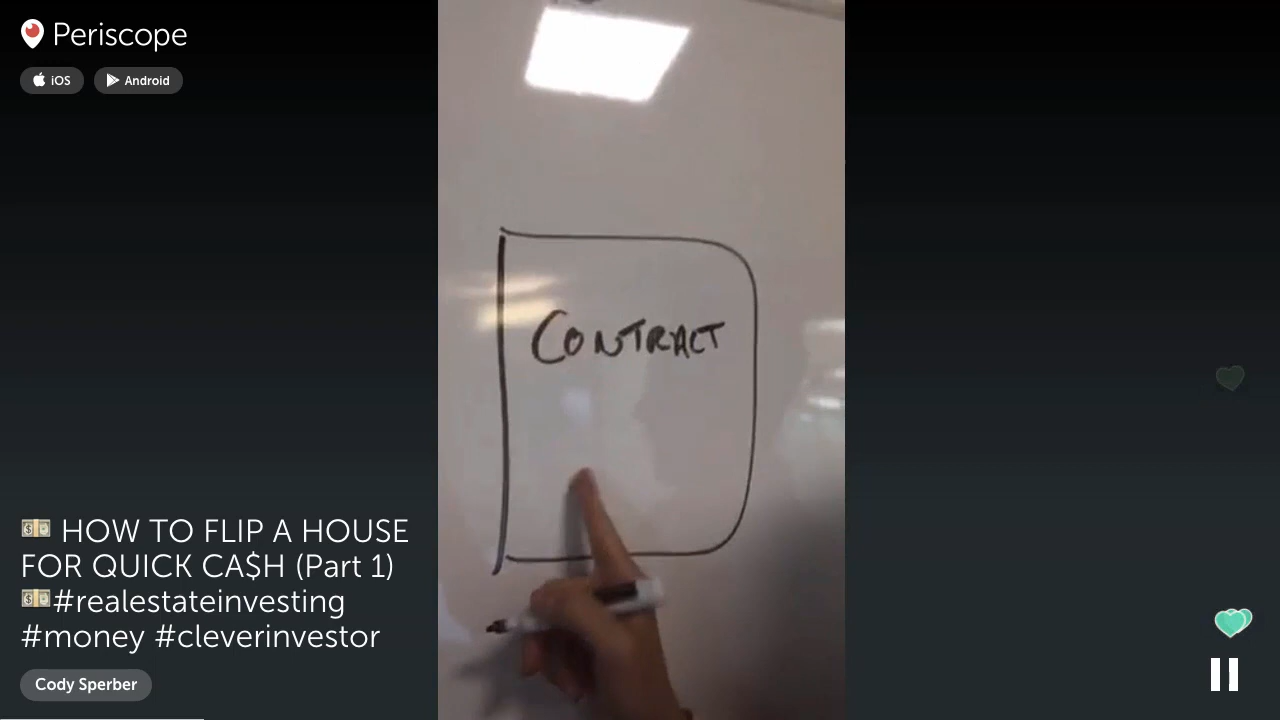 Periscope
iOS
Android
CONTRACT
💵 HOW TO FLIP A HOUSE
FOR QUICK CA$H (Part 1)
💵#realestateinvesting
#money #cleverinvestor
Cody Sperber